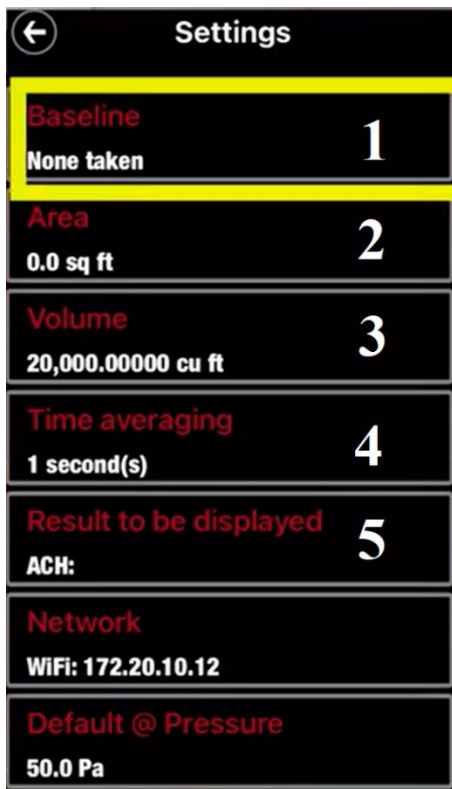 Settings
Baseline
None taken
1
Area
0.0 sq ft
2
Volume
20,000.00000 cu ft
3
Time averaging
1 second(s)
4
Result to be displayed
ACH:
5
Network
WiFi: 172.20.10.12
Default @ Pressure
50.0 Pa